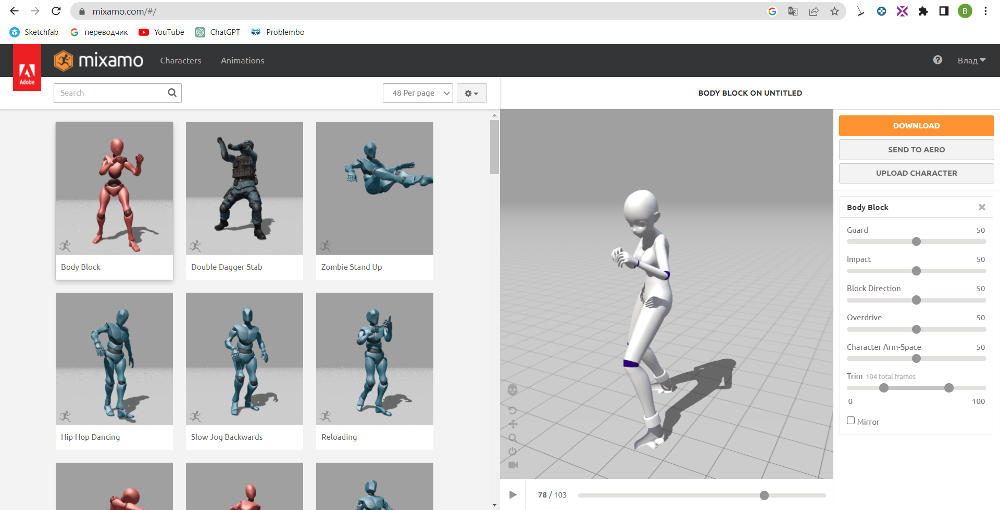 mixamo.com/#/
B
Sketchfab
переводчик
YouTube
ChatGPT
Problembo
Adobe
mixamo
Characters
Animations
Влад
Search
48 Per page
BODY BLOCK ON UNTITLED
Body Block
Double Dagger Stab
Zombie Stand Up
Hip Hop Dancing
Slow Jog Backwards
Reloading
78 / 103
DOWNLOAD
SEND TO AERO
UPLOAD CHARACTER
Body Block
Guard 50
Impact 50
Block Direction 50
Overdrive 50
Character Arm-Space 50
Trim 104 total frames
0 100
Mirror